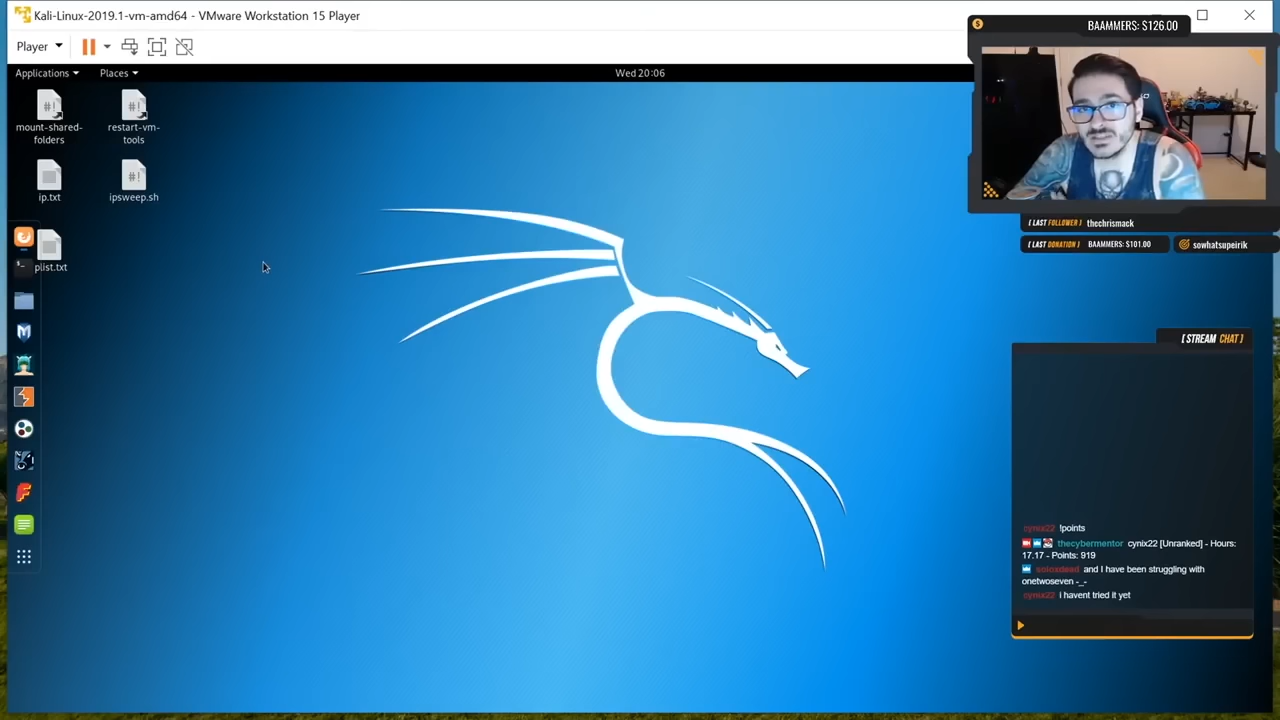 Kali-Linux-2019.1-vm-amd64 - VMware Workstation 15 Player
Player
BAAMMERS: $126.00
Applications
Places
Wed 20:06
mount-shared-
folders
restart-vm-
tools
ip.txt
ipsweep.sh
plist.txt
[ LAST FOLLOWER ] thechrismack
[ LAST DONATION ] BAAMMERS: $101.00
sowhatsupeirik
[ STREAM CHAT ]
cynix22 !points
thecybermentor cynix22 [Unranked] - Hours:
17.17 - Points: 919
and I have been struggling with
onetwoseven -_-
cynix22 i havent tried it yet